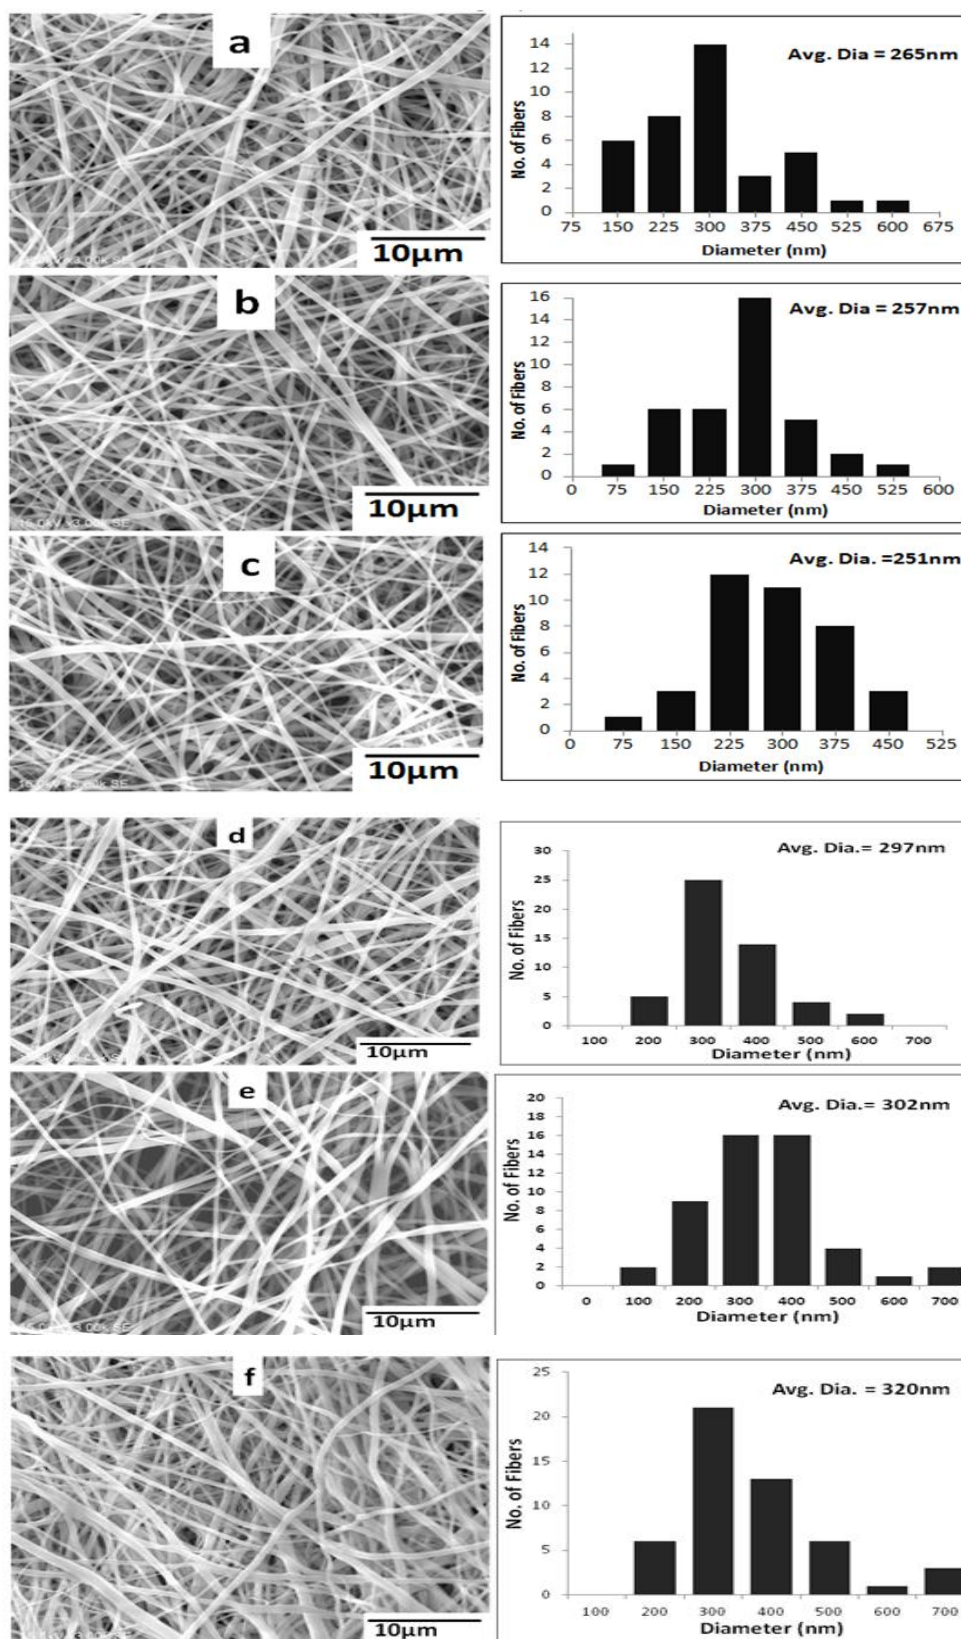 a
10µm
Avg. Dia = 265nm
No. of Fibers
14
12
10
8
6
4
2
0
75 150 225 300 375 450 525 600 675
Diameter (nm)
b
10µm
Avg. Dia = 257nm
No. of Fibers
16
14
12
10
8
6
4
2
0
0 75 150 225 300 375 450 525 600
Diameter (nm)
c
10µm
Avg. Dia. =251nm
No. of Fibers
14
12
10
8
6
4
2
0
0 75 150 225 300 375 450 525
Diameter (nm)
d
10µm
Avg. Dia.= 297nm
No. of Fibers
30
25
20
15
10
5
0
100 200 300 400 500 600 700
Diameter (nm)
e
10µm
Avg. Dia.= 302nm
No. of Fibers
20
18
16
14
12
10
8
6
4
2
0
0 100 200 300 400 500 600 700
Diameter (nm)
f
10µm
Avg. Dia. = 320nm
No. of Fibers
25
20
15
10
5
0
100 200 300 400 500 600 700
Diameter (nm)